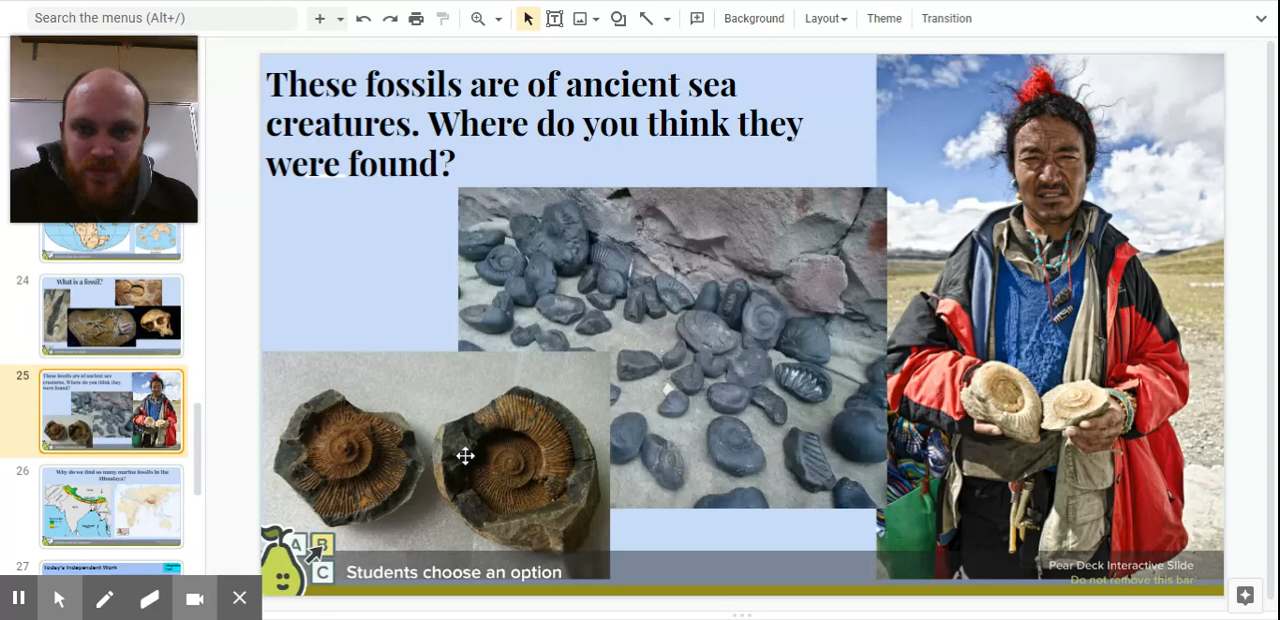 Search the menus (Alt+/)
Background
Layout
Theme
Transition
These fossils are of ancient sea
creatures. Where do you think they
were found?
24
What is a fossil?
25
These fossils are of ancient sea
creatures. Where do you think they
were found?
26
Why do we find so many marine fossils in the
Himalaya?
27
Today's Independent Work
A
B
C
Students choose an option
Pear Deck Interactive Slide
Do not remove this bar